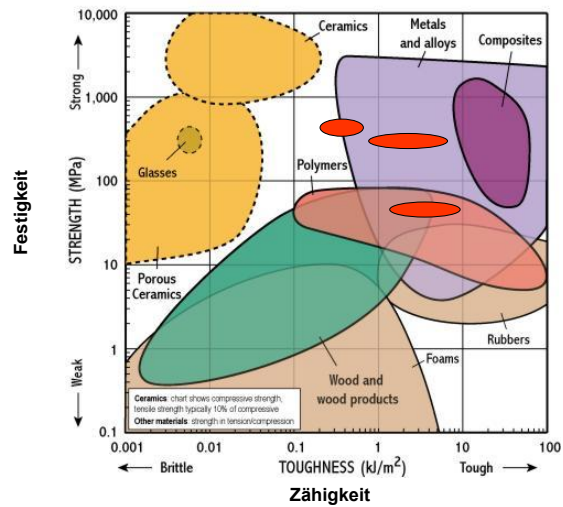 10,000
1,000
100
10
1
0.1
Strong
Weak
STRENGTH (MPa)
Festigkeit
Ceramics
Metals
and alloys
Composites
Glasses
Polymers
Porous
Ceramics
Rubbers
Foams
Wood and
wood products
Ceramics: chart shows compressive strength,
tensile strength typically 10% of compressive
Other materials: strength in tension/compression
0.001
0.01
0.1
1
10
100
Brittle
TOUGHNESS (kJ/m²)
Tough
Zähigkeit